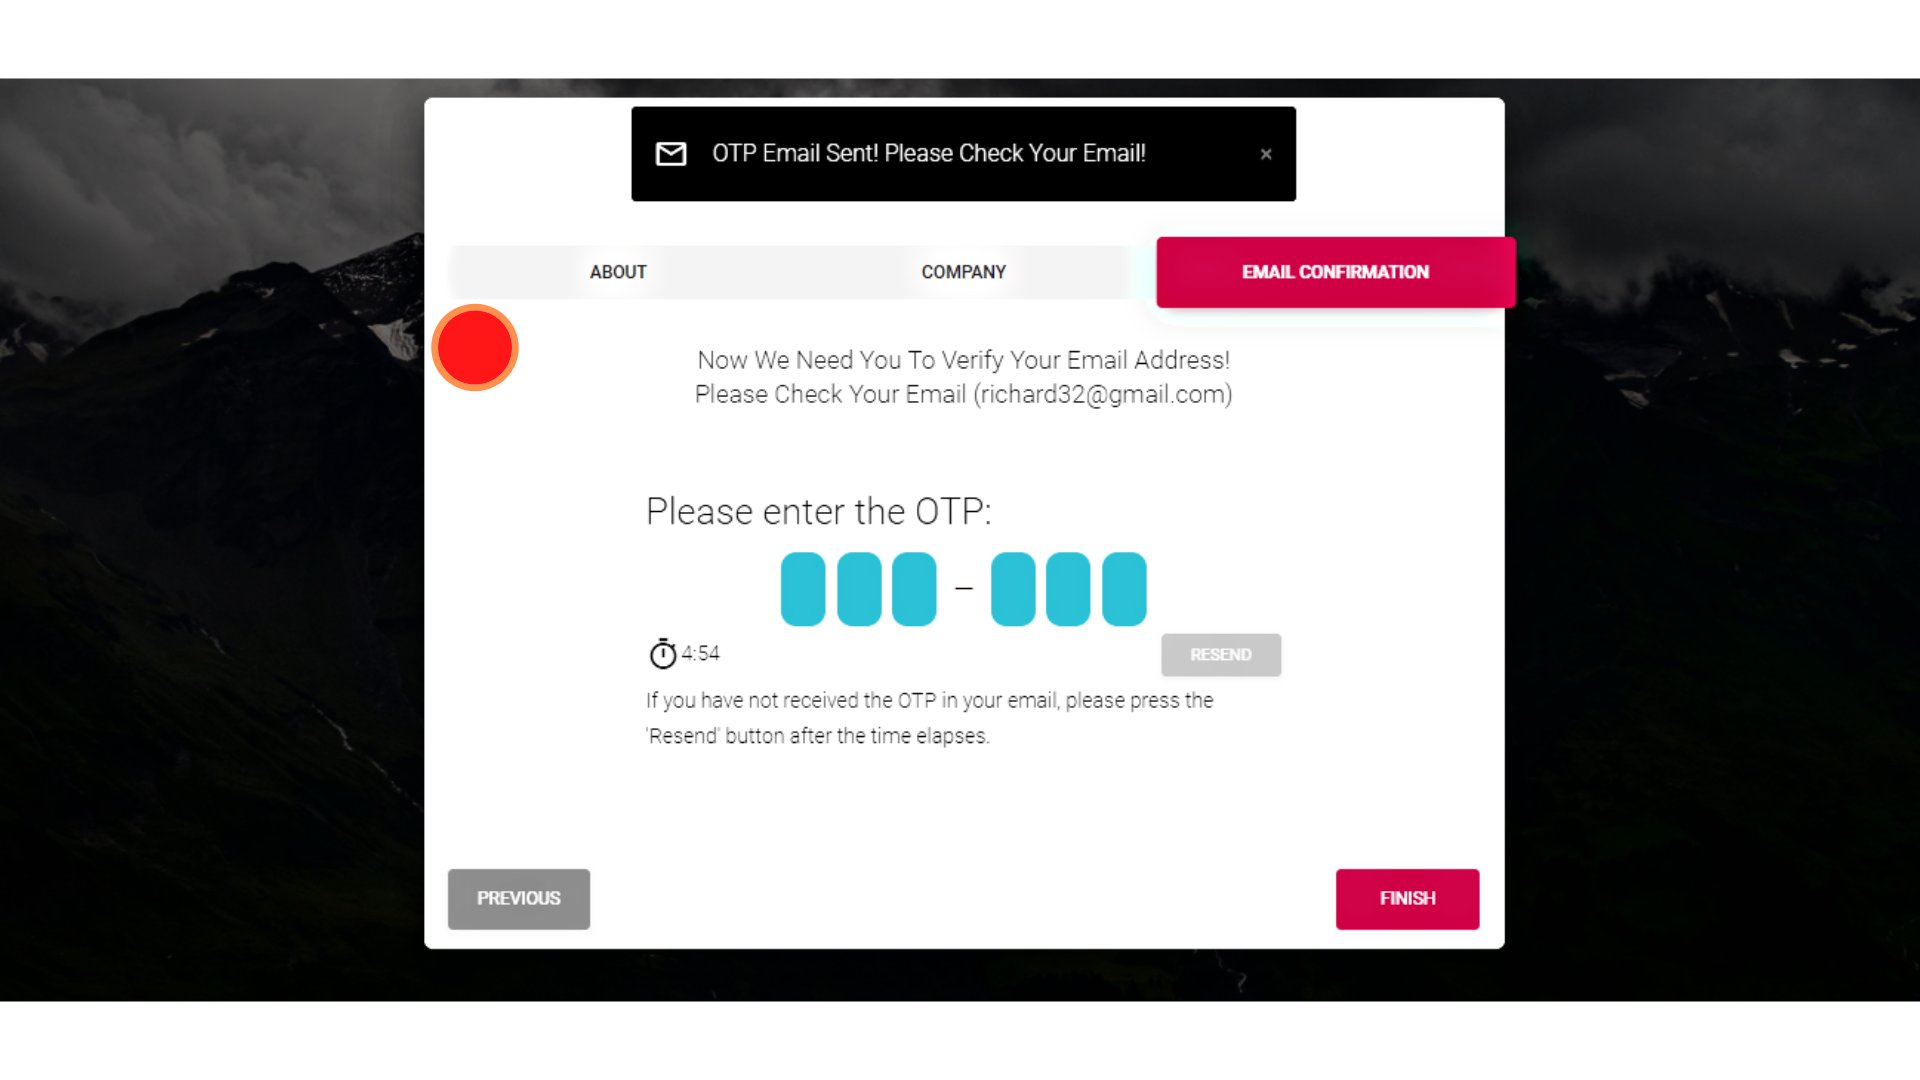 OTP Email Sent! Please Check Your Email!
×
ABOUT
COMPANY
EMAIL CONFIRMATION
Now We Need You To Verify Your Email Address!
Please Check Your Email (richard32@gmail.com)
Please enter the OTP:
–
4:54
RESEND
If you have not received the OTP in your email, please press the
'Resend' button after the time elapses.
PREVIOUS
FINISH